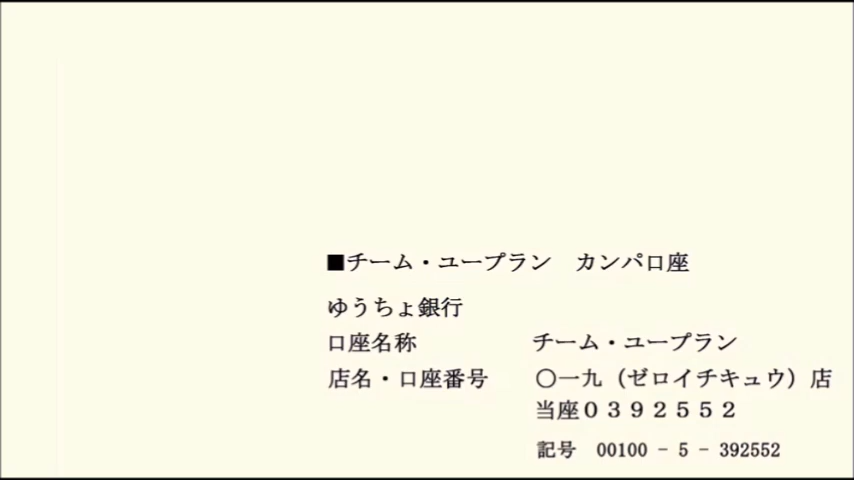 ■チーム・ユープラン　カンパ口座
ゆうちょ銀行
口座名称　チーム・ユープラン
店名・口座番号　〇一九（ゼロイチキュウ）店
当座０３９２５５２
記号　00100 - 5 - 392552